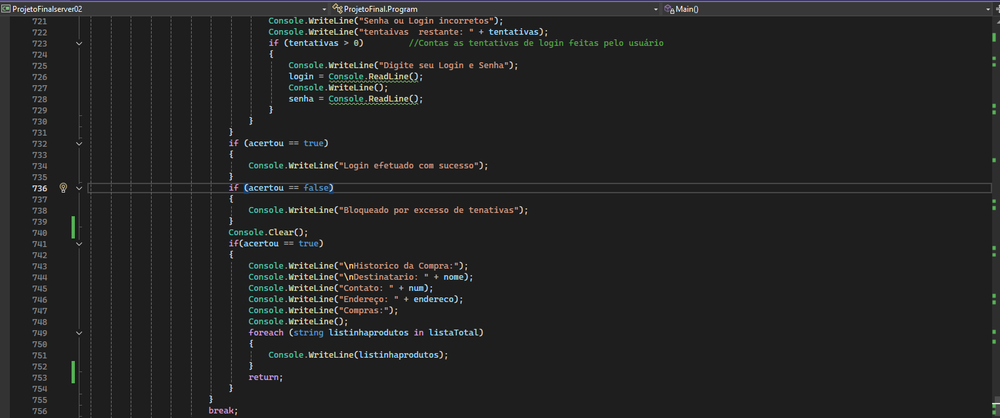 ProjetoFinalserver02 ProjetoFinal.Program Main()
721 Console.WriteLine("Senha ou Login incorretos");
722 Console.WriteLine("tentaivas  restante: " + tentativas);
723 if (tentativas > 0)         //Contas as tentativas de login feitas pelo usuário
724 {
725 Console.WriteLine("Digite seu Login e Senha");
726 login = Console.ReadLine();
727 Console.WriteLine();
728 senha = Console.ReadLine();
729 }
730 }
731 }
732 if (acertou == true)
733 {
734 Console.WriteLine("Login efetuado com sucesso");
735 }
736 if (acertou == false)
737 {
738 Console.WriteLine("Bloqueado por excesso de tenativas");
739 }
740 Console.Clear();
741 if(acertou == true)
742 {
743 Console.WriteLine("\nHistorico da Compra:");
744 Console.WriteLine("\nDestinatario: " + nome);
745 Console.WriteLine("Contato: " + num);
746 Console.WriteLine("Endereço: " + endereco);
747 Console.WriteLine("Compras:");
748 Console.WriteLine();
749 foreach (string listinhaprodutos in listaTotal)
750 {
751 Console.WriteLine(listinhaprodutos);
752 }
753 return;
754 }
755 }
756 break;